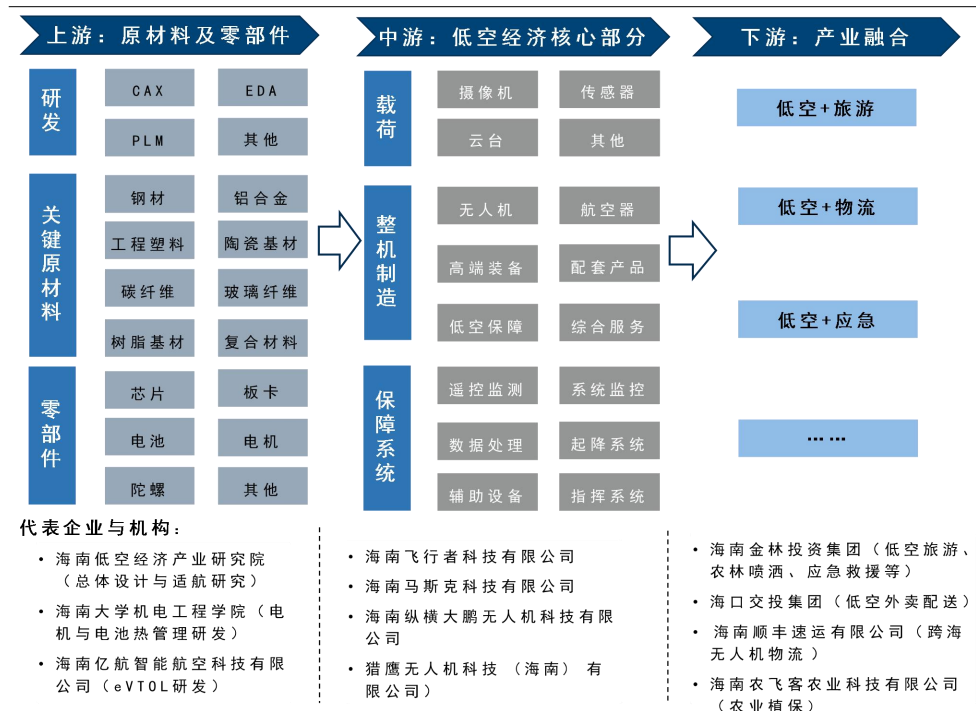 上游：原材料及零部件
研发
CAX
EDA
PLM
其他
关键原材料
钢材
铝合金
工程塑料
陶瓷基材
碳纤维
玻璃纤维
树脂基材
复合材料
零部件
芯片
板卡
电池
电机
陀螺
其他
中游：低空经济核心部分
载荷
摄像机
传感器
云台
其他
整机制造
无人机
航空器
高端装备
配套产品
低空保障
综合服务
保障系统
遥控监测
系统监控
数据处理
起降系统
辅助设备
指挥系统
下游：产业融合
低空+旅游
低空+物流
低空+应急
……
代表企业与机构：
• 海南低空经济产业研究院
（总体设计与适航研究）
• 海南大学机电工程学院（电
机与电池热管理研发）
• 海南亿航智能航空科技有限
公司（eVTOL研发）
• 海南飞行者科技有限公司
• 海南马斯克科技有限公司
• 海南纵横大鹏无人机科技有限
公司
• 猎鹰无人机科技 （海南） 有
限公司）
• 海南金林投资集团（低空旅游、
农林喷洒、应急救援等）
• 海口交投集团（低空外卖配送）
• 海南顺丰速运有限公司（跨海
无人机物流）
• 海南农飞客农业科技有限公司
（农业植保）